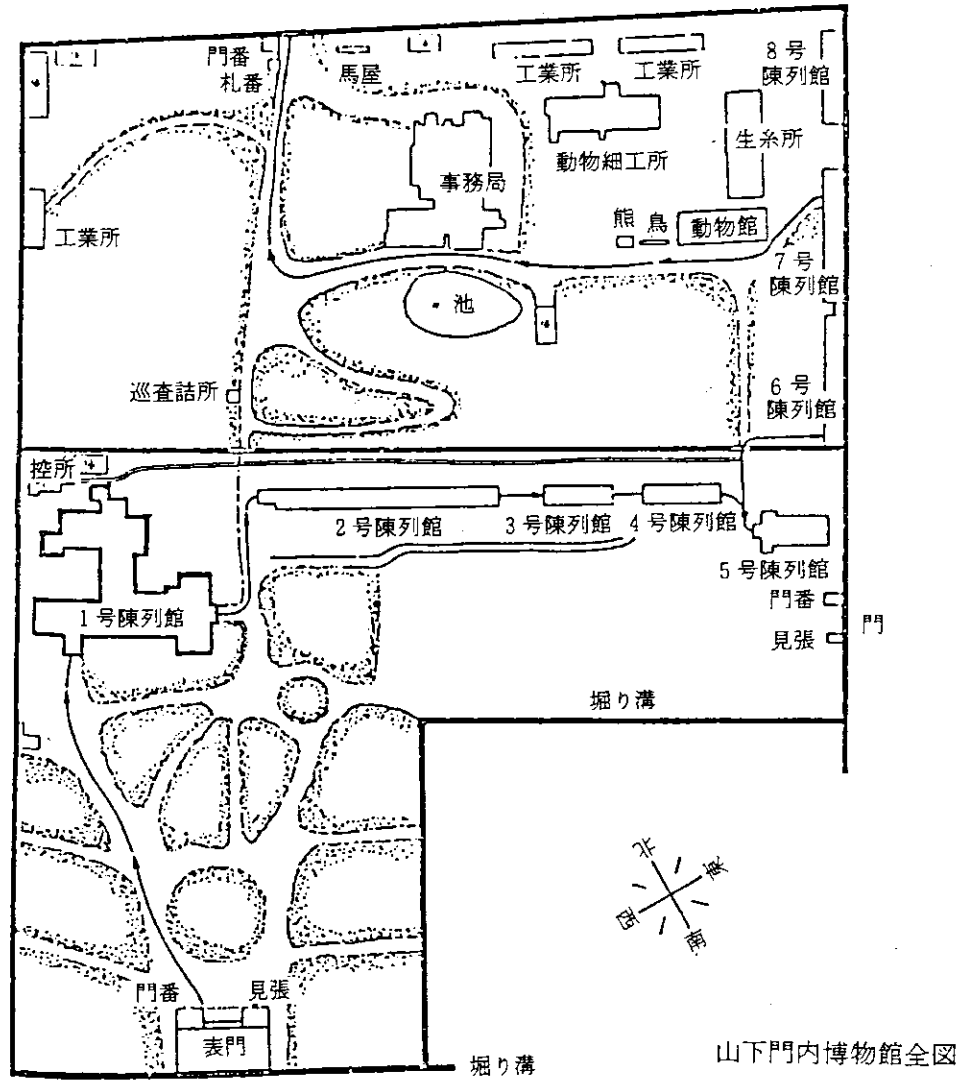 門番
札番
馬屋
工業所
工業所
8号
陳列館
生糸所
動物細工所
事務局
熊
鳥
動物館
工業所
7号
陳列館
池
巡査詰所
6号
陳列館
控所
2号陳列館
3号陳列館
4号陳列館
5号陳列館
1号陳列館
門番
見張
門
堀り溝
北
東
西
南
門番
見張
表門
堀り溝
山下門内博物館全図